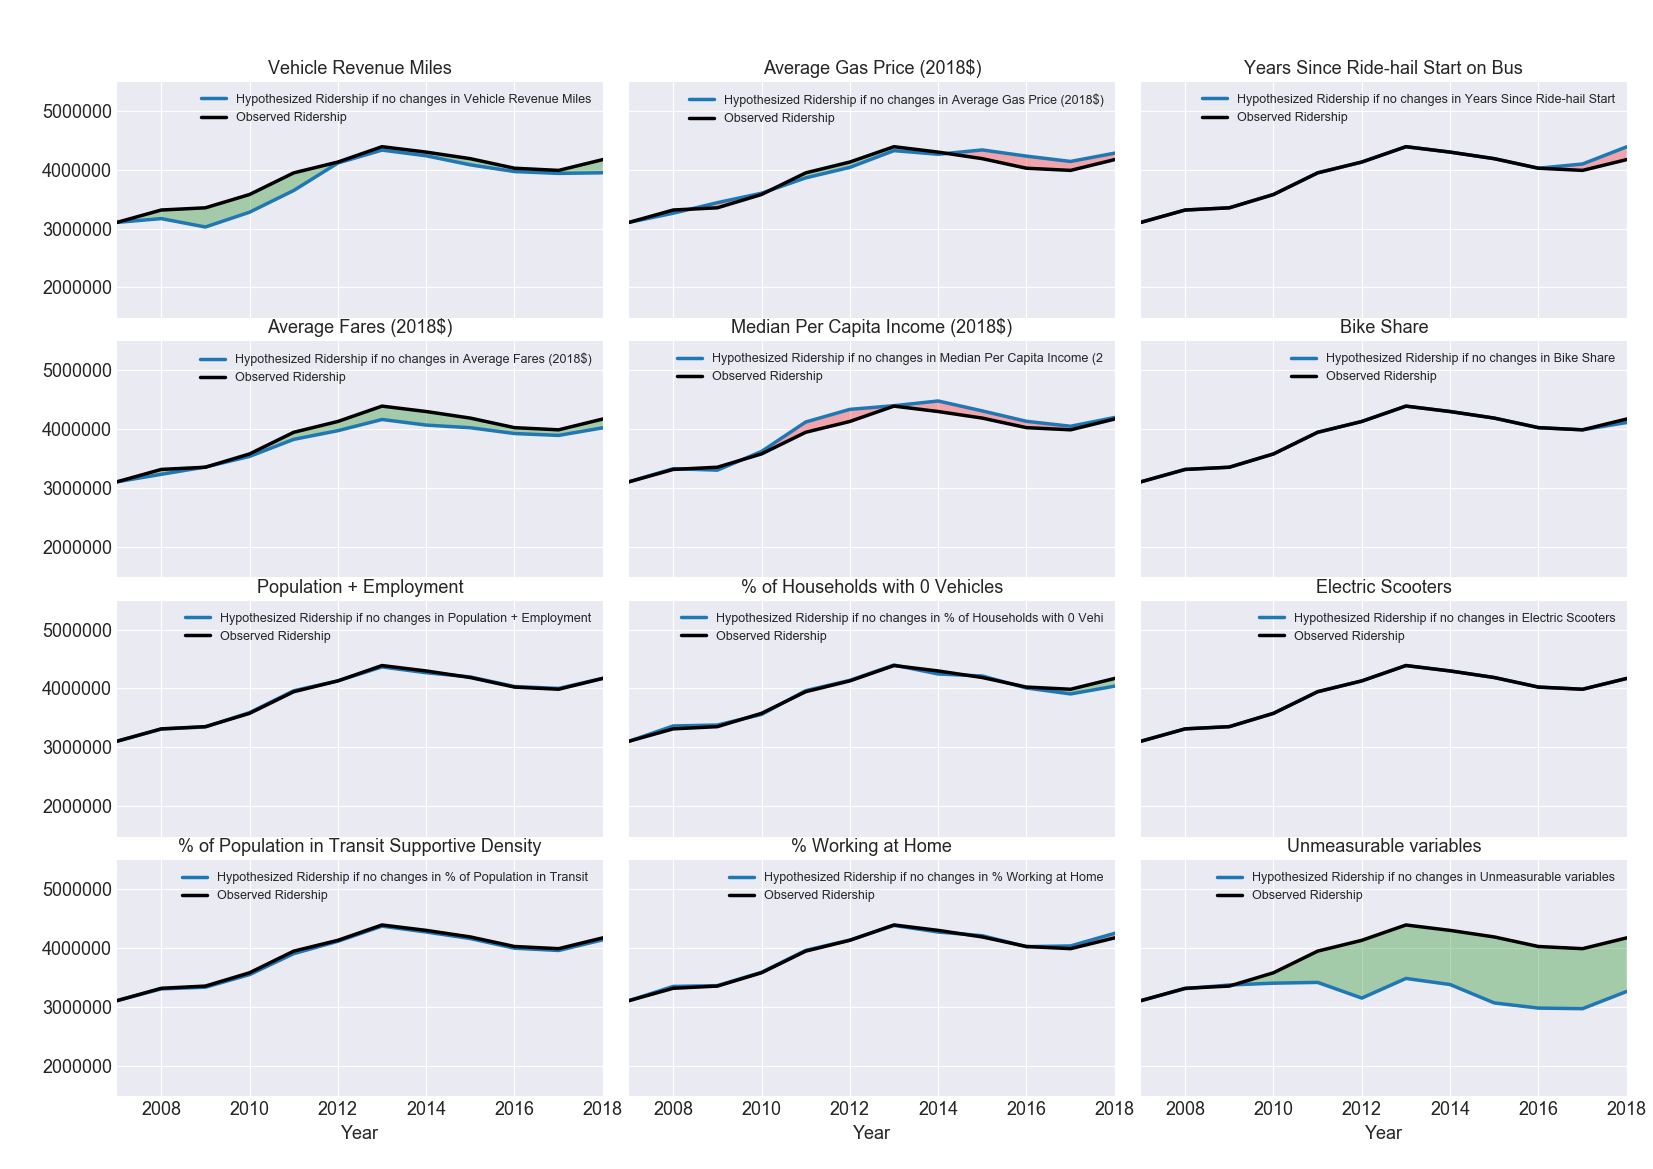 Vehicle Revenue Miles
Hypothesized Ridership if no changes in Vehicle Revenue Miles
Observed Ridership
5000000
4000000
3000000
2000000
Average Gas Price (2018$)
Hypothesized Ridership if no changes in Average Gas Price (2018$)
Observed Ridership
Years Since Ride-hail Start on Bus
Hypothesized Ridership if no changes in Years Since Ride-hail Start
Observed Ridership
Average Fares (2018$)
Hypothesized Ridership if no changes in Average Fares (2018$)
Observed Ridership
5000000
4000000
3000000
2000000
Median Per Capita Income (2018$)
Hypothesized Ridership if no changes in Median Per Capita Income (2
Observed Ridership
Bike Share
Hypothesized Ridership if no changes in Bike Share
Observed Ridership
Population + Employment
Hypothesized Ridership if no changes in Population + Employment
Observed Ridership
5000000
4000000
3000000
2000000
% of Households with 0 Vehicles
Hypothesized Ridership if no changes in % of Households with 0 Vehi
Observed Ridership
Electric Scooters
Hypothesized Ridership if no changes in Electric Scooters
Observed Ridership
% of Population in Transit Supportive Density
Hypothesized Ridership if no changes in % of Population in Transit
Observed Ridership
5000000
4000000
3000000
2000000
2008 2010 2012 2014 2016 2018
Year
% Working at Home
Hypothesized Ridership if no changes in % Working at Home
Observed Ridership
2008 2010 2012 2014 2016 2018
Year
Unmeasurable variables
Hypothesized Ridership if no changes in Unmeasurable variables
Observed Ridership
2008 2010 2012 2014 2016 2018
Year